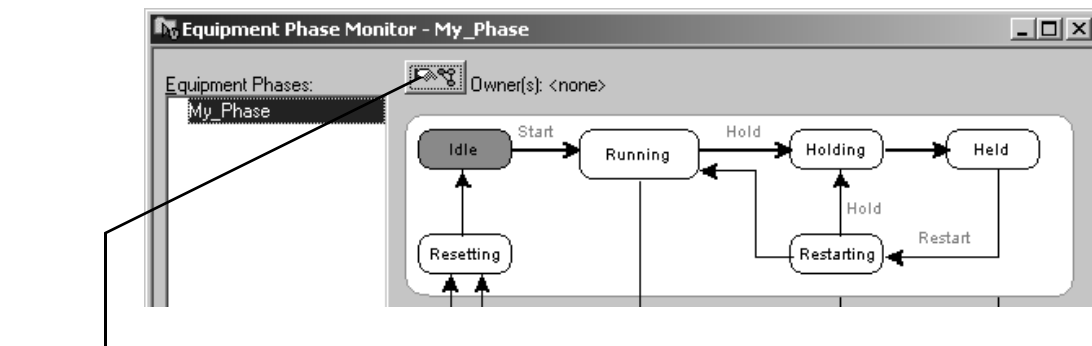 Equipment Phase Monitor - My_Phase
Equipment Phases:
Owner(s): <none>
My_Phase
Start
Hold
Idle
Running
Holding
Held
Hold
Restart
Resetting
Restarting